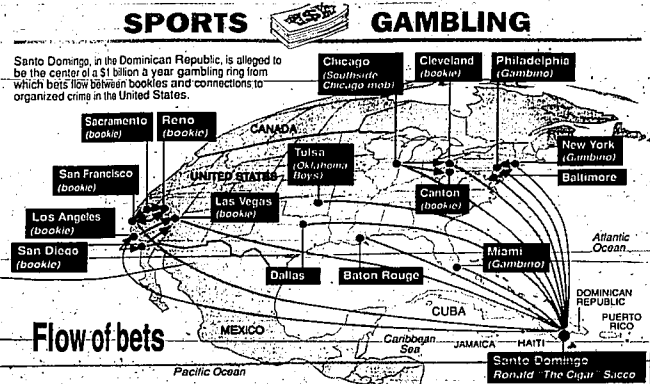 SPORTS GAMBLING
Santo Domingo, in the Dominican Republic, is alleged to
be the center of a $1 billion a year gambling ring from
which bets flow between bookies and connections to
organized crime in the United States.
Chicago
(Southside
Chicago mob)
Cleveland
(bookie)
Philadelphia
(Gambino)
Sacramento
(bookie)
Reno
(bookie)
CANADA
New York
(Gambino)
Tulsa
(Oklahoma
Boys)
San Francisco
(bookie)
UNITED STATES
Baltimore
Las Vegas
(bookie)
Canton
(bookie)
Los Angeles
(bookie)
San Diego
(bookie)
Miami
(Gambino)
Atlantic
Ocean
Dallas
Baton Rouge
DOMINICAN
REPUBLIC
CUBA
PUERTO
RICO
Flow of bets
MEXICO
Caribbean
Sea
JAMAICA
HAITI
Santo Domingo
Ronald "The Cigar" Sacco
Pacific Ocean